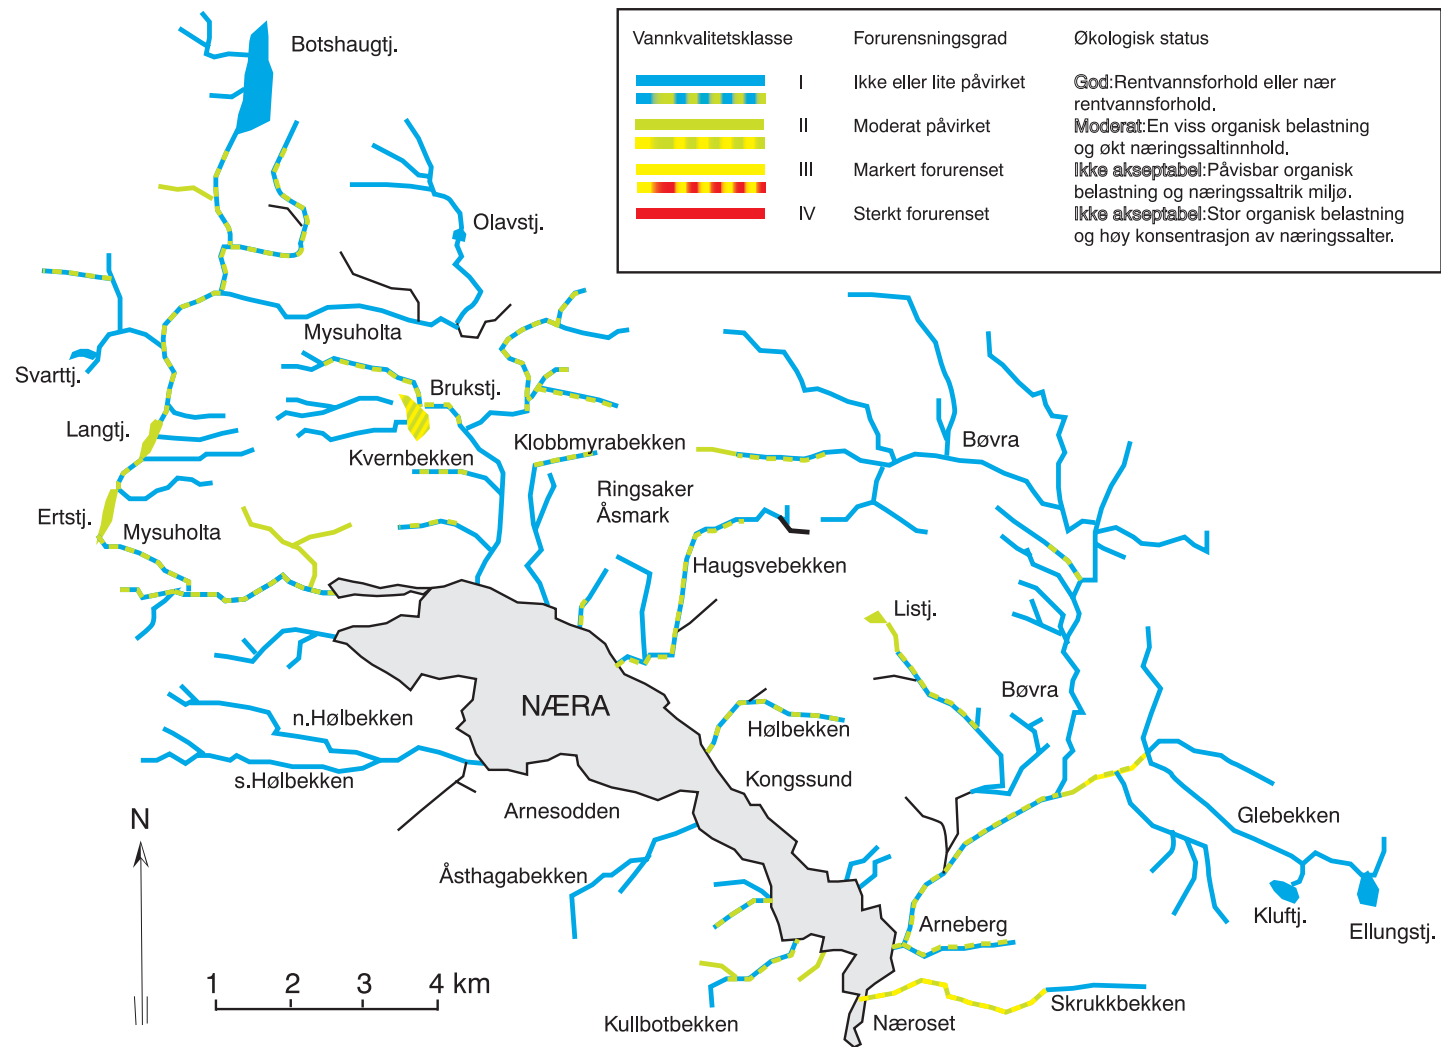 Botshaugtj.
Vannkvalitetsklasse Forurensningsgrad Økologisk status
I Ikke eller lite påvirket God:Rentvannsforhold eller nær
rentvannsforhold.
II Moderat påvirket Moderat:En viss organisk belastning
og økt næringssaltinnhold.
III Markert forurenset Ikke akseptabel:Påvisbar organisk
belastning og næringssaltrik miljø.
IV Sterkt forurenset Ikke akseptabel:Stor organisk belastning
og høy konsentrasjon av næringssalter.
Olavstj.
Mysuholta
Svarttj.
Brukstj.
Langtj.
Klobbmyrabekken
Bøvra
Kvernbekken
Ringsaker
Åsmark
Ertstj.
Mysuholta
Haugsvebekken
Listj.
Bøvra
NÆRA
n.Hølbekken
Hølbekken
s.Hølbekken
Kongssund
Arnesodden
Glebekken
N
Åsthagabekken
Kluftj.
Arneberg
Ellungstj.
1 2 3 4 km
Skrukkbekken
Kullbotbekken
Næroset